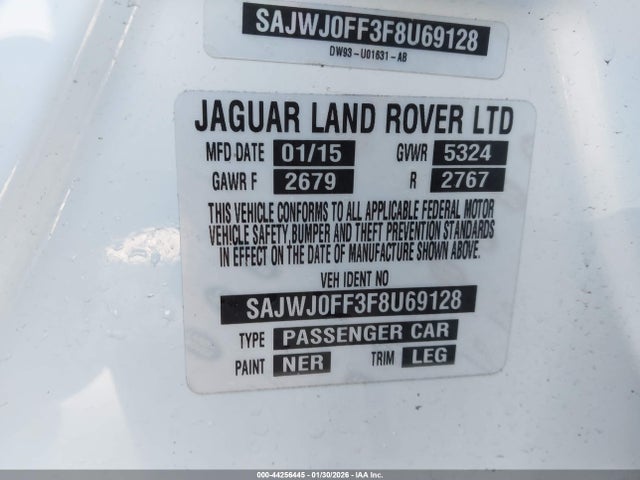 SAJWJ0FF3F8U69128
DW93-U01631-AB
JAGUAR LAND ROVER LTD
MFD DATE 01/15 GVWR 5324
GAWR F 2679 R 2767
THIS VEHICLE CONFORMS TO ALL APPLICABLE FEDERAL MOTOR
VEHICLE SAFETY, BUMPER AND THEFT PREVENTION STANDARDS
IN EFFECT ON THE DATE OF MANUFACTURE SHOWN ABOVE.
VEH IDENT NO
SAJWJ0FF3F8U69128
TYPE PASSENGER CAR
PAINT NER TRIM LEG
000-44256445 - 01/30/2026 - IAA Inc.